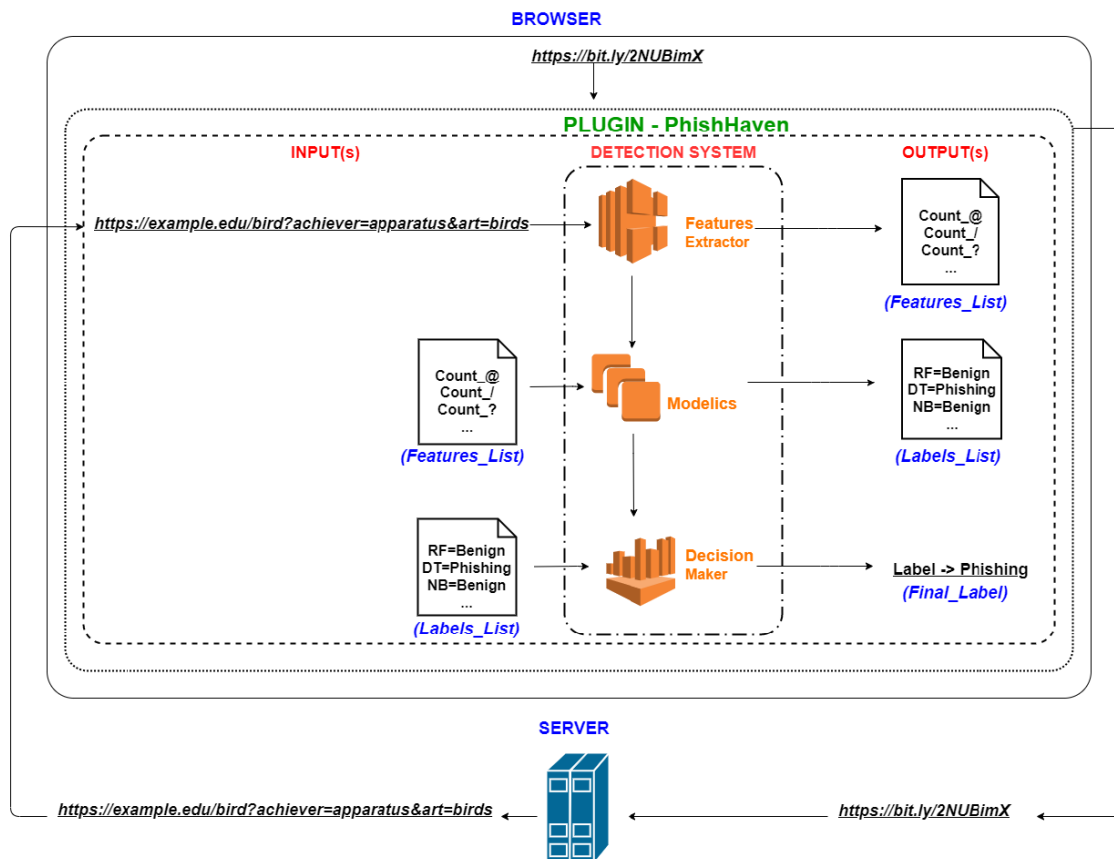 BROWSER
https://bit.ly/2NUBimX
PLUGIN - PhishHaven
INPUT(s)
DETECTION SYSTEM
OUTPUT(s)
https://example.edu/bird?achiever=apparatus&art=birds
Features
Extractor
Count_@
Count_/
Count_?
...
(Features_List)
Count_@
Count_/
Count_?
...
(Features_List)
Modelics
RF=Benign
DT=Phishing
NB=Benign
...
(Labels_List)
RF=Benign
DT=Phishing
NB=Benign
...
(Labels_List)
Decision
Maker
Label -> Phishing
(Final_Label)
SERVER
https://example.edu/bird?achiever=apparatus&art=birds
https://bit.ly/2NUBimX